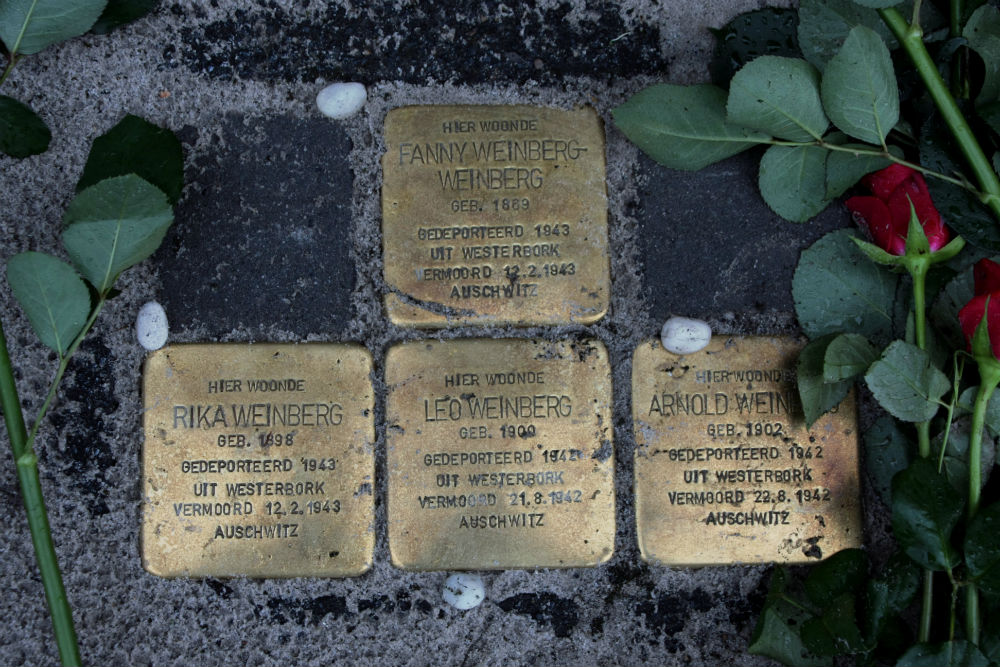 HIER WOONDE
FANNY WEINBERG-
WEINBERG
GEB. 1869
GEDEPORTEERD 1943
UIT WESTERBORK
VERMOORD 12.2.1943
AUSCHWITZ
HIER WOONDE
RIKA WEINBERG
GEB. 1898
GEDEPORTEERD 1943
UIT WESTERBORK
VERMOORD 12.2.1943
AUSCHWITZ
HIER WOONDE
LEO WEINBERG
GEB. 1900
GEDEPORTEERD 1942
UIT WESTERBORK
VERMOORD 21.8.1942
AUSCHWITZ
HIER WOONDE
ARNOLD WEINBERG
GEB. 1902
GEDEPORTEERD 1942
UIT WESTERBORK
VERMOORD 22.8.1942
AUSCHWITZ